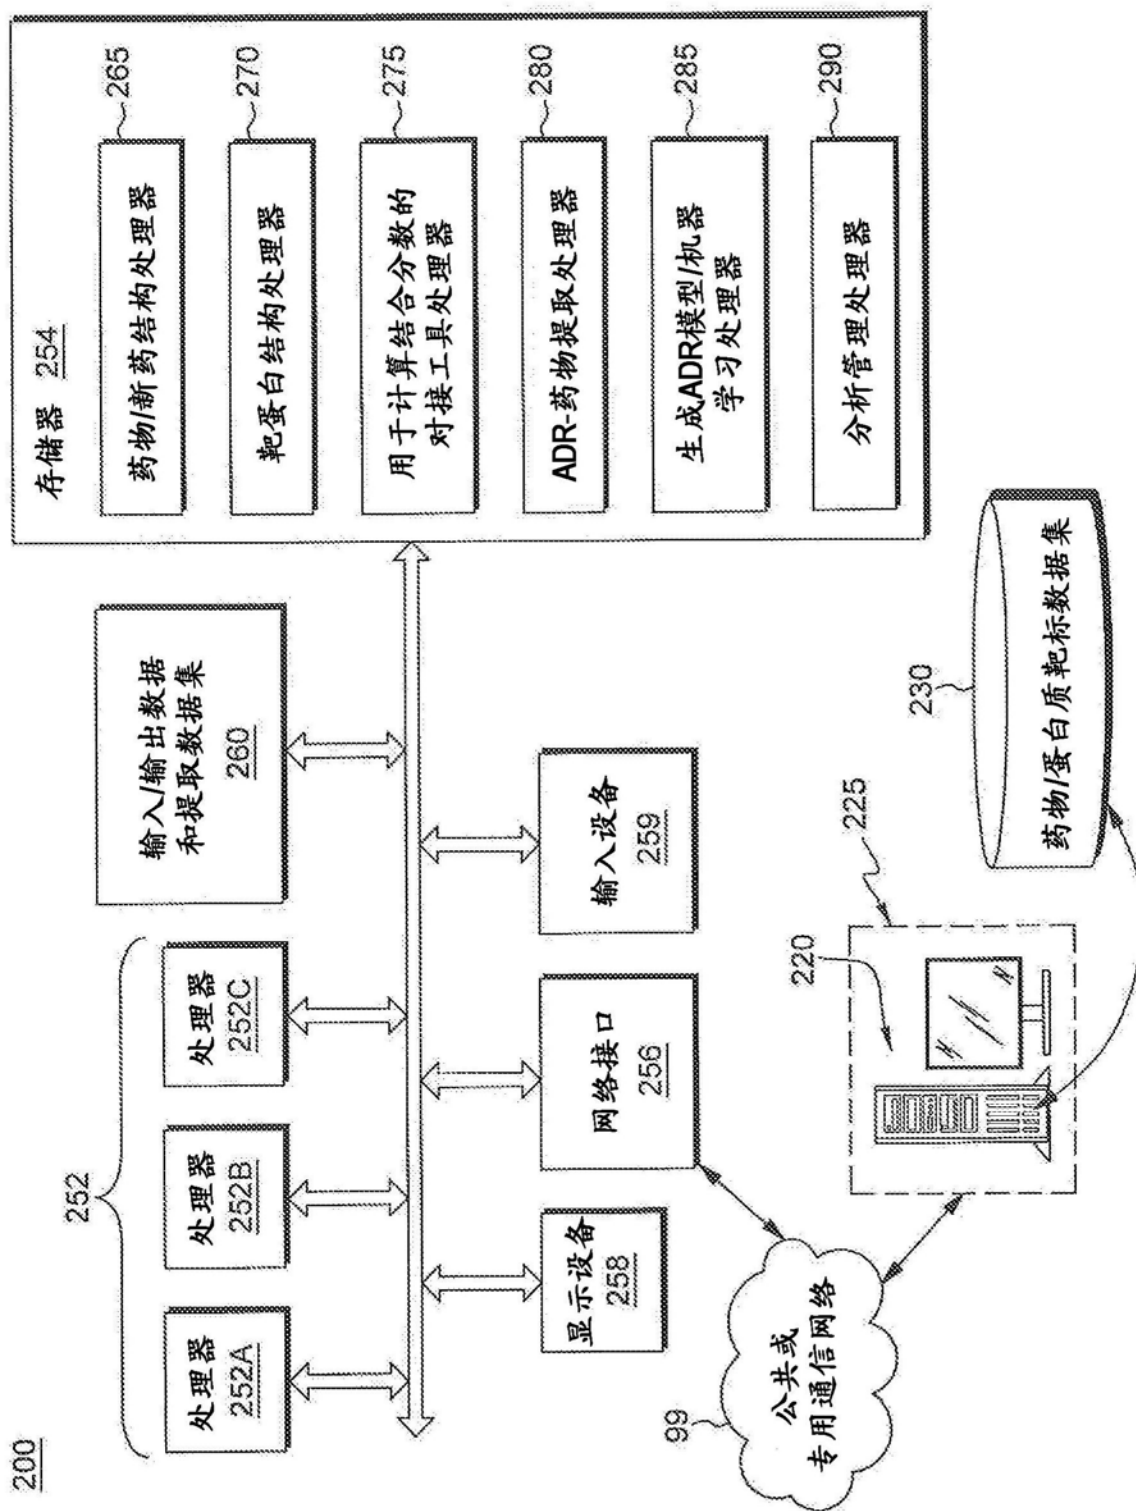 200
252
处理器
252A
处理器
252B
处理器
252C
输入/输出数据
和提取数据集
260
存储器 254
药物/新药结构处理器
265
靶蛋白结构处理器
270
用于计算结合分数的
对接工具处理器
275
ADR-药物提取处理器
280
生成ADR模型/机器
学习处理器
285
分析管理处理器
290
显示设备
258
网络接口
256
输入设备
259
99
公共或
专用通信网络
220
225
230
药物/蛋白质靶标数据集